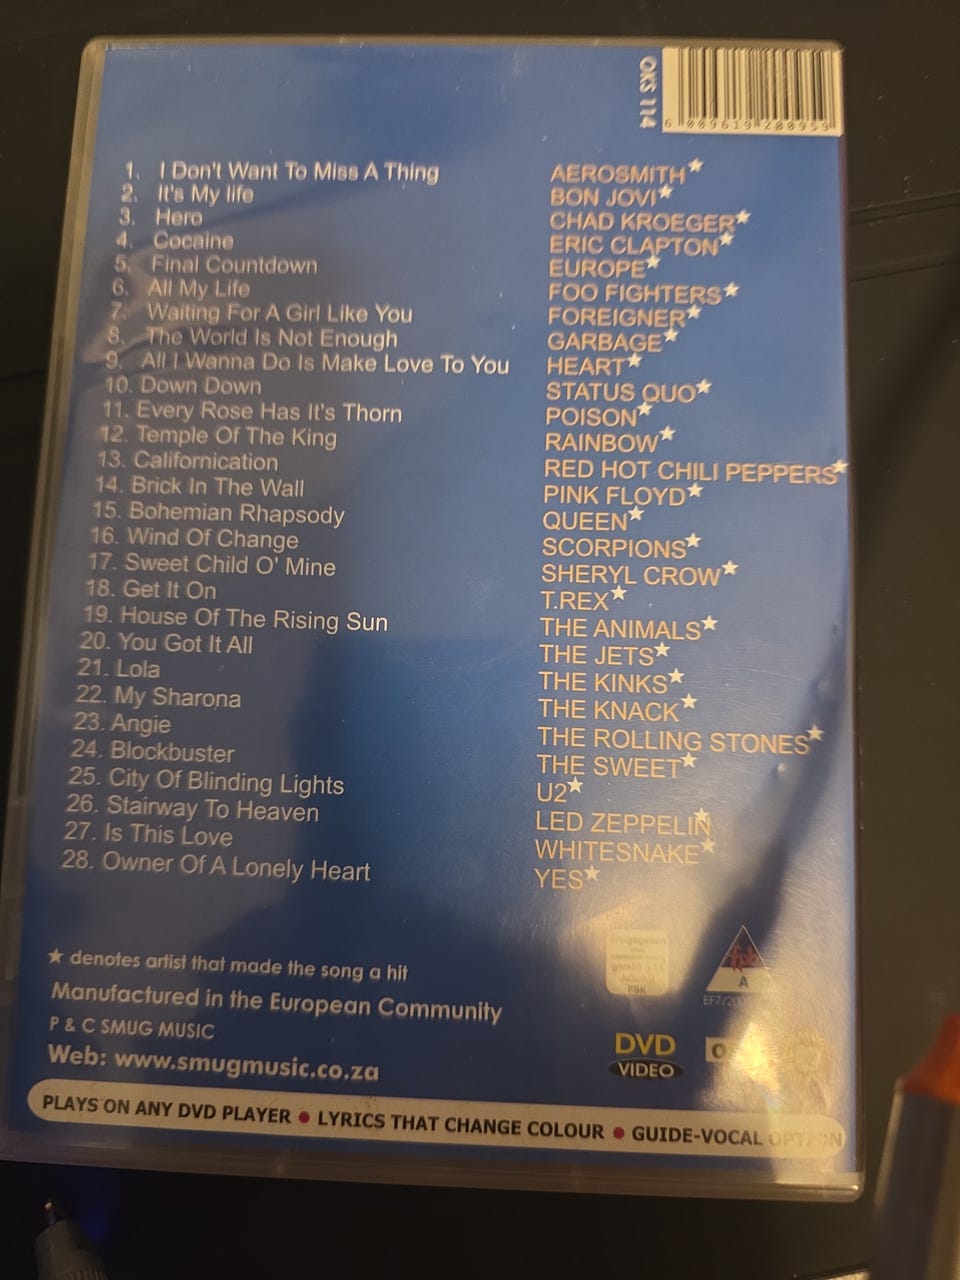 OKS 114
6 009619 200959
1. I Don't Want To Miss A Thing AEROSMITH★
2. It's My life BON JOVI★
3. Hero CHAD KROEGER★
4. Cocaine ERIC CLAPTON★
5. Final Countdown EUROPE★
6. All My Life FOO FIGHTERS★
7. Waiting For A Girl Like You FOREIGNER★
8. The World Is Not Enough GARBAGE★
9. All I Wanna Do Is Make Love To You HEART★
10. Down Down STATUS QUO★
11. Every Rose Has It's Thorn POISON★
12. Temple Of The King RAINBOW★
13. Californication RED HOT CHILI PEPPERS★
14. Brick In The Wall PINK FLOYD★
15. Bohemian Rhapsody QUEEN★
16. Wind Of Change SCORPIONS★
17. Sweet Child O' Mine SHERYL CROW★
18. Get It On T.REX★
19. House Of The Rising Sun THE ANIMALS★
20. You Got It All THE JETS★
21. Lola THE KINKS★
22. My Sharona THE KNACK★
23. Angie THE ROLLING STONES★
24. Blockbuster THE SWEET★
25. City Of Blinding Lights U2★
26. Stairway To Heaven LED ZEPPELIN★
27. Is This Love WHITESNAKE★
28. Owner Of A Lonely Heart YES★
★ denotes artist that made the song a hit
Manufactured in the European Community
P & C SMUG MUSIC
Web: www.smugmusic.co.za
FSK
A
DVD
VIDEO
PLAYS ON ANY DVD PLAYER ● LYRICS THAT CHANGE COLOUR ● GUIDE-VOCAL OPTION